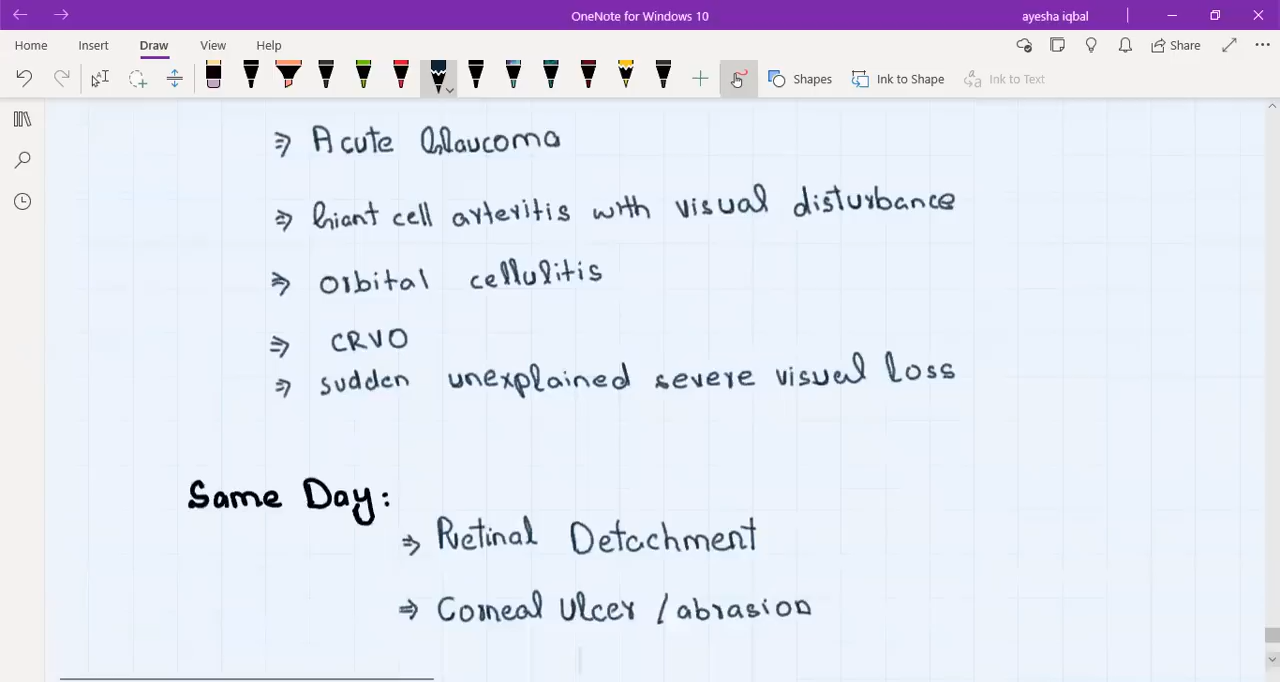 OneNote for Windows 10
ayesha iqbal
Home Insert Draw View Help
Share
Shapes Ink to Shape Ink to Text
⇒ Acute Glaucoma
⇒ Giant cell arteritis with visual disturbance
⇒ orbital cellulitis
⇒ CRVO
⇒ sudden unexplained severe visual loss
Same Day:
⇒ Retinal Detachment
⇒ Corneal Ulcer / abrasion